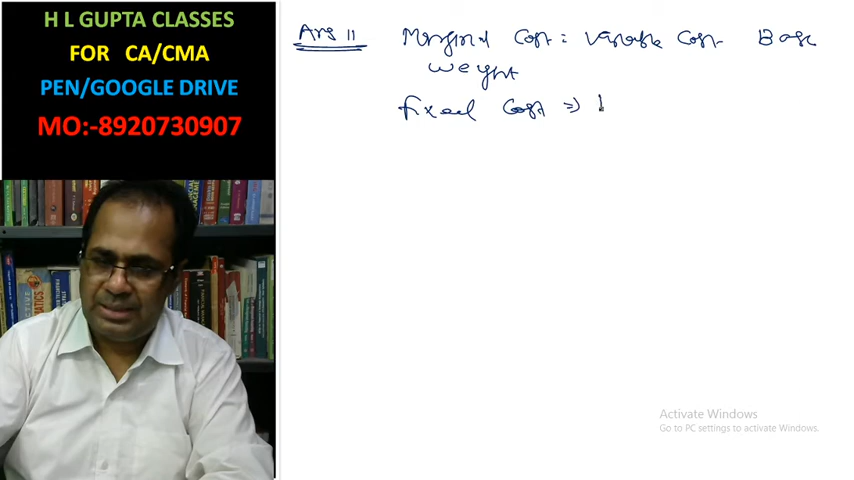 H L GUPTA CLASSES
FOR CA/CMA
PEN/GOOGLE DRIVE
MO:-8920730907
Ans 11 Marginal Cost = Variable Cost Base
weight
fixed Cost ⇒
Activate Windows
Go to PC settings to activate Windows.